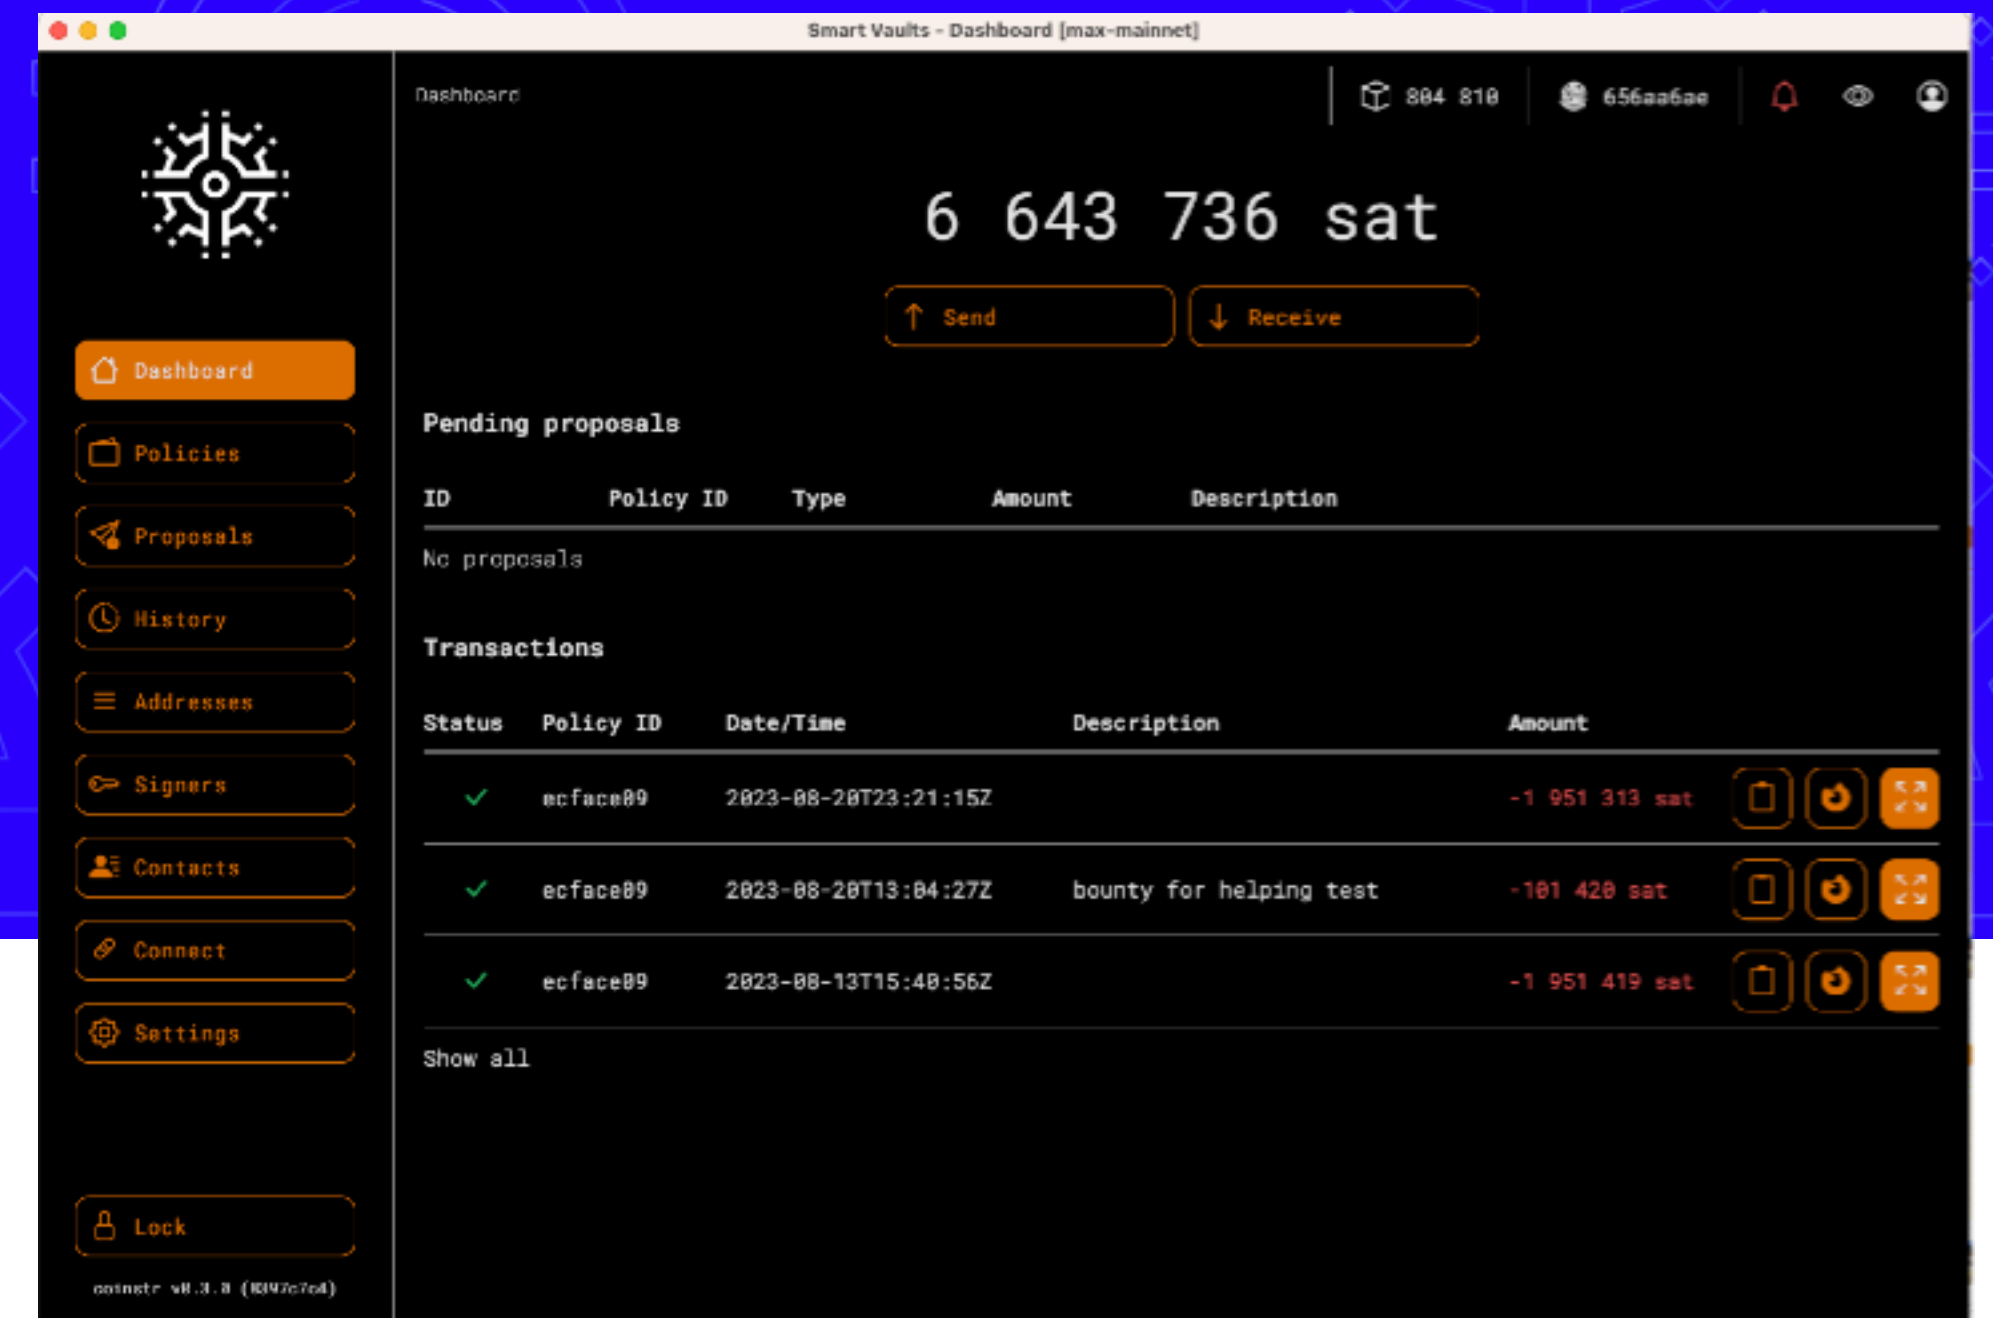 Smart Vaults - Dashboard [max-mainnet]
Dashboard
804 810
656aa6ae
6 643 736 sat
Send
Receive
Dashboard
Policies
Proposals
History
Addresses
Signers
Contacts
Connect
Settings
Lock
coinstr v0.3.0
Pending proposals
ID Policy ID Type Amount Description
No proposals
Transactions
Status Policy ID Date/Time Description Amount
ecface09 2023-08-20T23:21:15Z -1 951 313 sat
ecface09 2023-08-20T13:04:27Z bounty for helping test -101 420 sat
ecface09 2023-08-13T15:40:56Z -1 951 419 sat
Show all